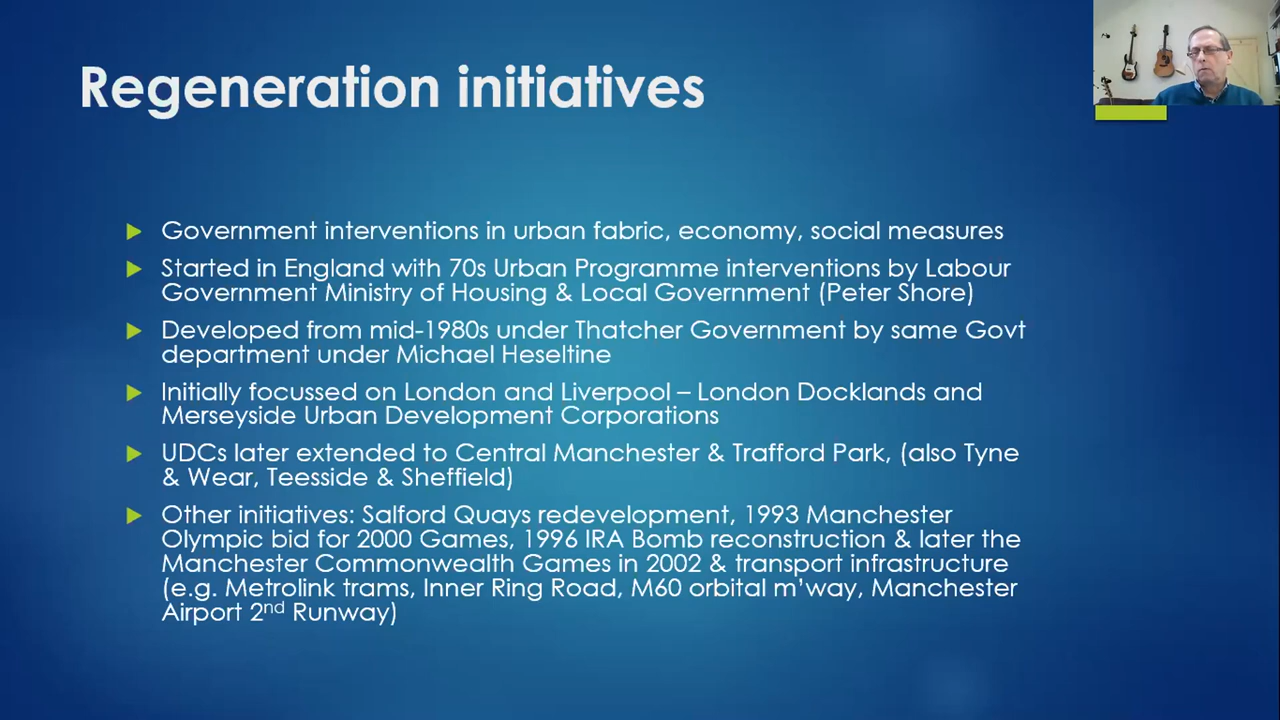 Regeneration initiatives
Government interventions in urban fabric, economy, social measures
Started in England with 70s Urban Programme interventions by Labour
Government Ministry of Housing & Local Government (Peter Shore)
Developed from mid-1980s under Thatcher Government by same Govt
department under Michael Heseltine
Initially focussed on London and Liverpool – London Docklands and
Merseyside Urban Development Corporations
UDCs later extended to Central Manchester & Trafford Park, (also Tyne
& Wear, Teesside & Sheffield)
Other initiatives: Salford Quays redevelopment, 1993 Manchester
Olympic bid for 2000 Games, 1996 IRA Bomb reconstruction & later the
Manchester Commonwealth Games in 2002 & transport infrastructure
(e.g. Metrolink trams, Inner Ring Road, M60 orbital m'way, Manchester
Airport 2nd Runway)